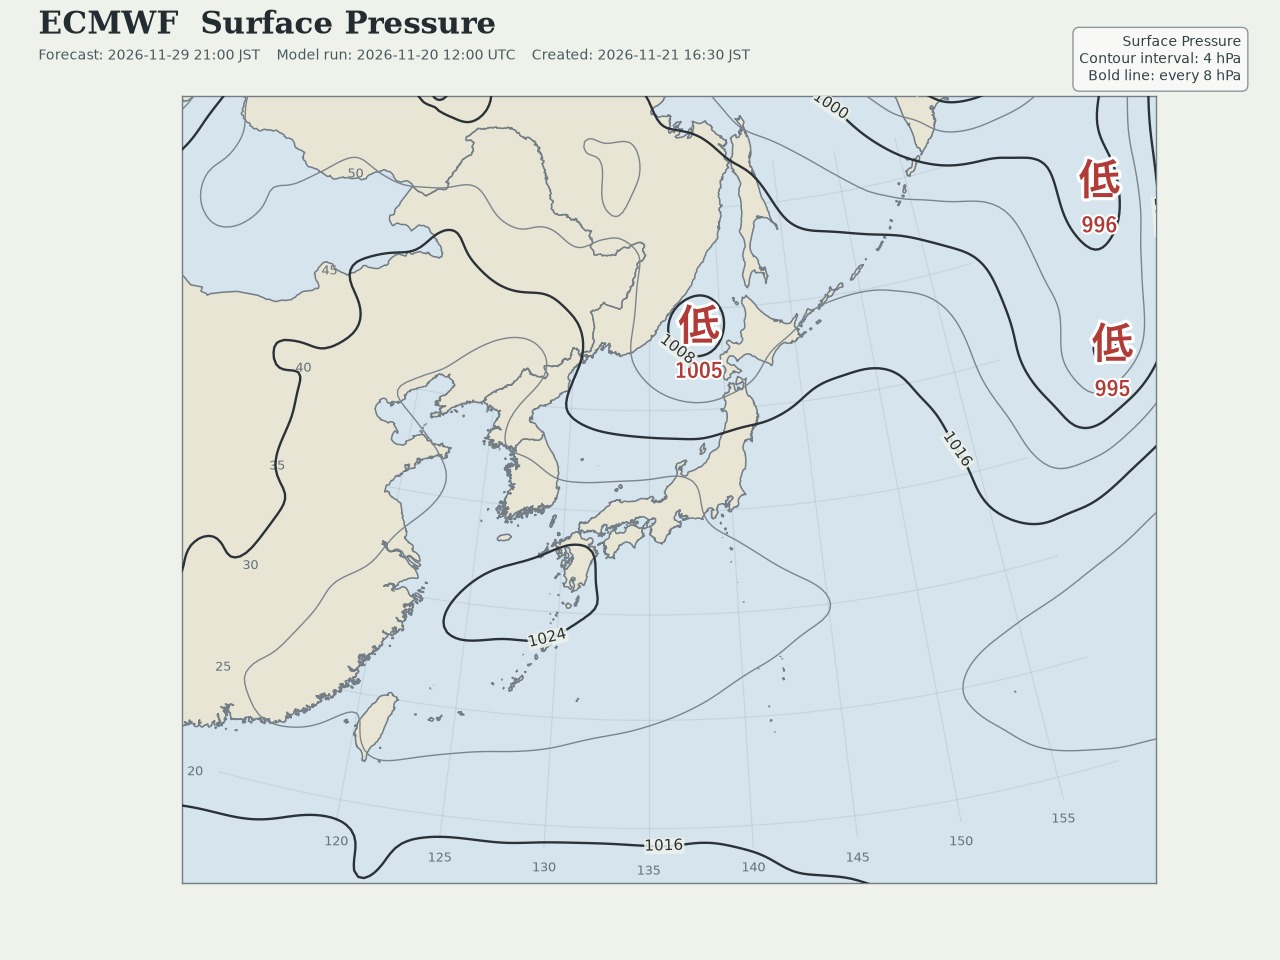 ECMWF  Surface Pressure
Forecast: 2026-11-29 21:00 JST    Model run: 2026-11-20 12:00 UTC    Created: 2026-11-21 16:30 JST
Surface Pressure
Contour interval: 4 hPa
Bold line: every 8 hPa
1000
50
低
996
45
低
1008
1005
低
995
40
1016
35
30
1024
25
20
1016
120
125
130
135
140
145
150
155